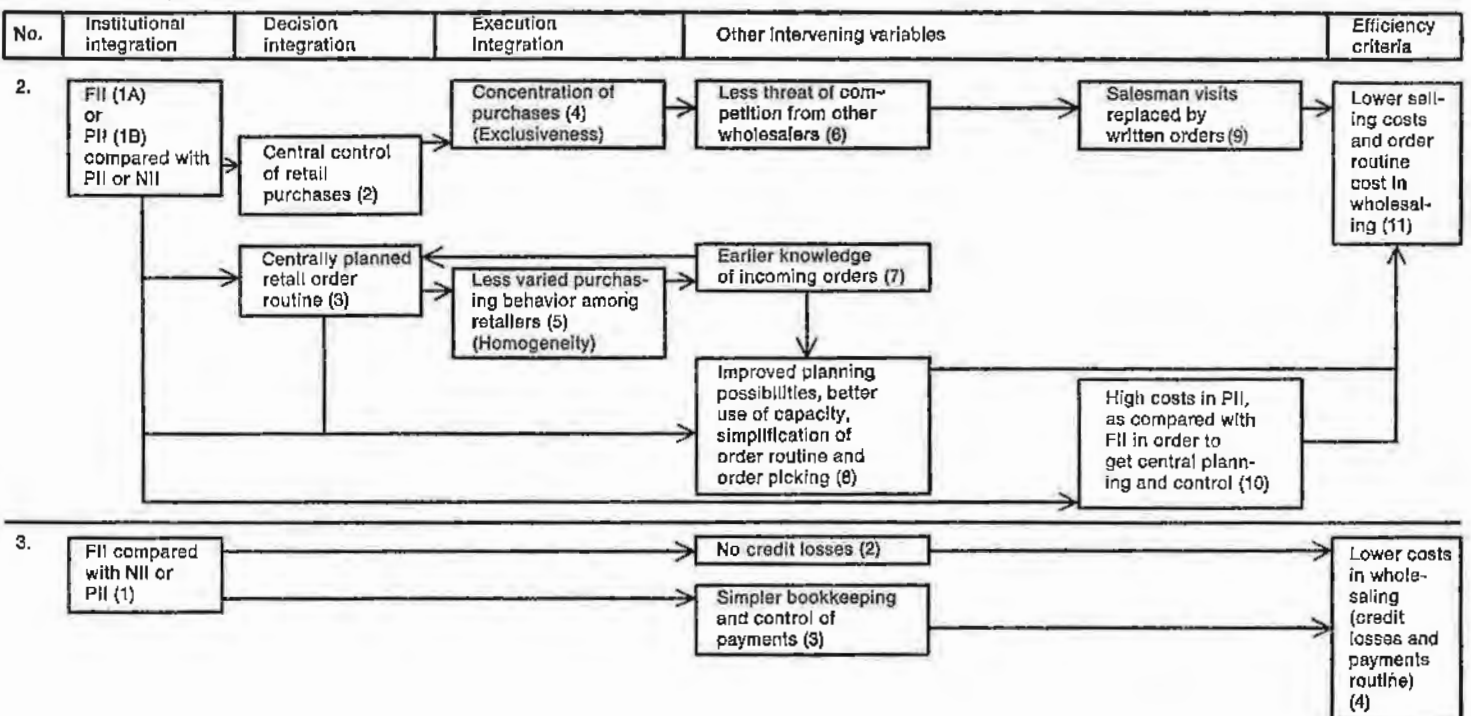 No.
Institutional
integration
Decision
integration
Execution
Integration
Other intervening variables
Efficiency
criteria
2.
FII (1A)
or
PII (1B)
compared with
PII or NII
Central control
of retail
purchases (2)
Concentration of
purchases (4)
(Exclusiveness)
Less threat of com-
petition from other
wholesalers (6)
Salesman visits
replaced by
written orders (9)
Lower sell-
ing costs
and order
routine
cost in
wholesal-
ing (11)
Centrally planned
retail order
routine (3)
Less varied purchas-
ing behavior among
retailers (5)
(Homogeneity)
Earlier knowledge
of incoming orders (7)
Improved planning
possibilities, better
use of capacity,
simplification of
order routine and
order picking (8)
High costs in PII,
as compared with
FII in order to
get central plann-
ing and control (10)
3.
FII compared
with NII or
PII (1)
No credit losses (2)
Simpler bookkeeping
and control of
payments (3)
Lower costs
in whole-
saling
(credit
losses and
payments
routine)
(4)